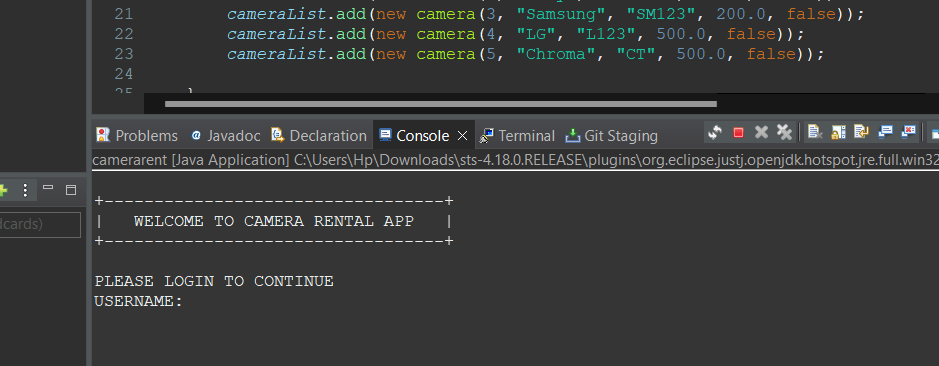 21 cameraList.add(new camera(3, "Samsung", "SM123", 200.0, false));
22 cameraList.add(new camera(4, "LG", "L123", 500.0, false));
23 cameraList.add(new camera(5, "Chroma", "CT", 500.0, false));
24
25 }
Problems @ Javadoc Declaration Console × Terminal Git Staging
camerarent [Java Application] C:\Users\Hp\Downloads\sts-4.18.0.RELEASE\plugins\org.eclipse.justj.openjdk.hotspot.jre.full.win32
dcards)
+----------------------------------+
| WELCOME TO CAMERA RENTAL APP |
+----------------------------------+
PLEASE LOGIN TO CONTINUE
USERNAME: